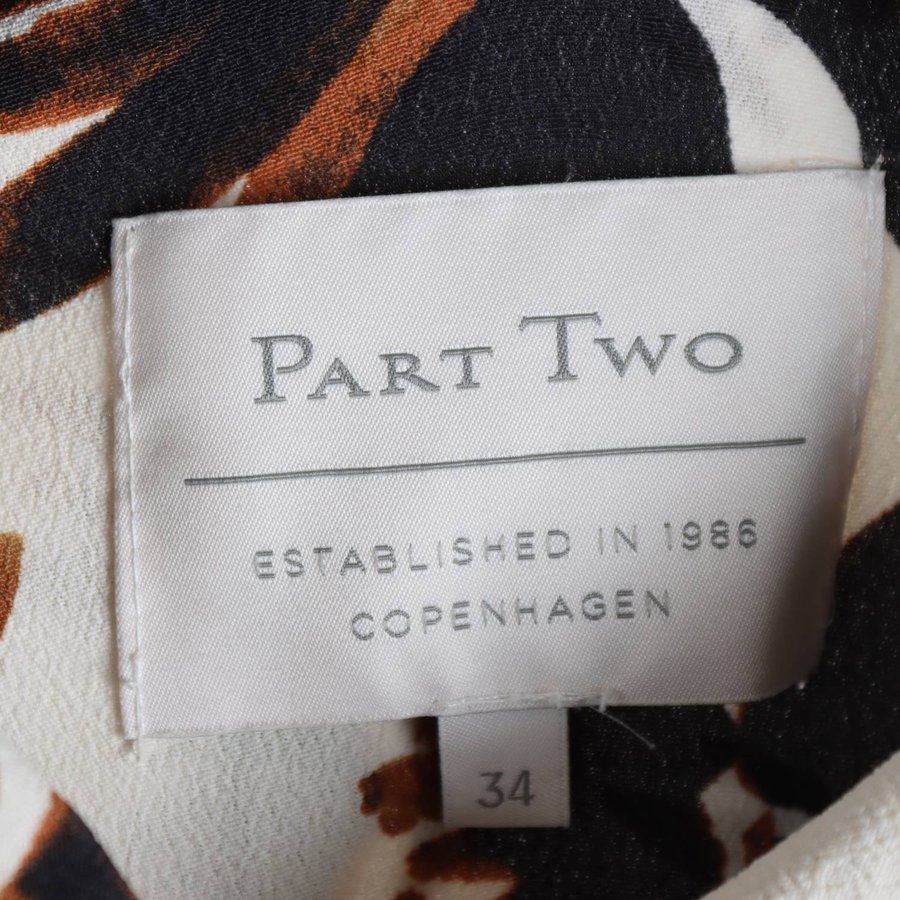 PART TWO
ESTABLISHED IN 1986
COPENHAGEN
34